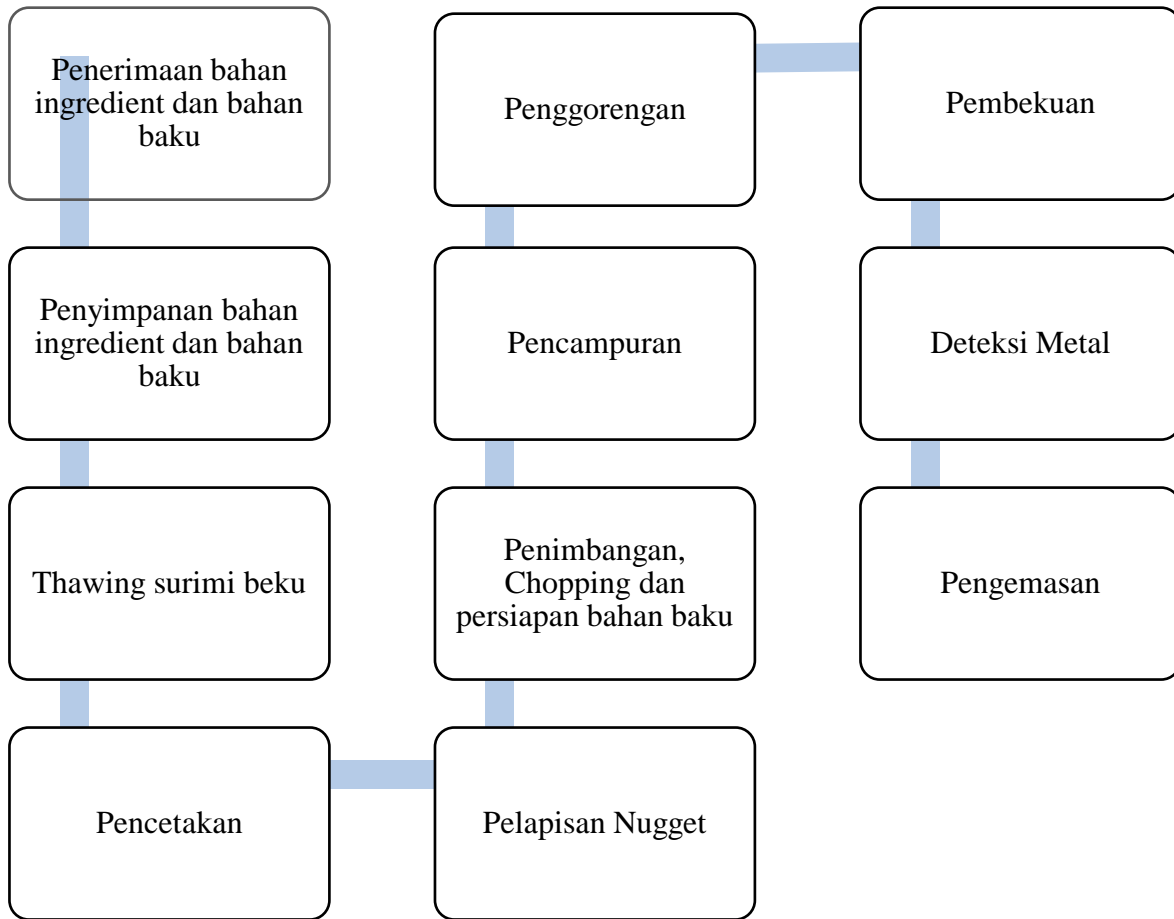 Penerimaan bahan
ingredient dan bahan
baku
Penyimpanan bahan
ingredient dan bahan
baku
Thawing surimi beku
Pencetakan
Pelapisan Nugget
Penimbangan,
Chopping dan
persiapan bahan baku
Pencampuran
Penggorengan
Pembekuan
Deteksi Metal
Pengemasan